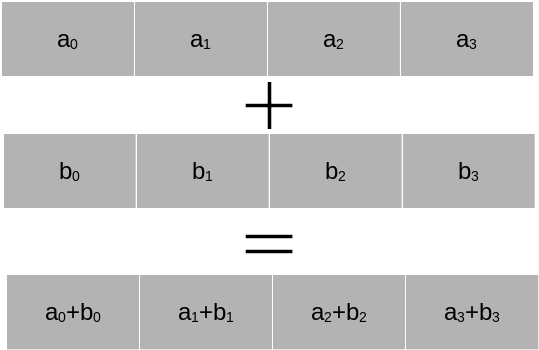 a₀ a₁ a₂ a₃
+
b₀ b₁ b₂ b₃
=
a₀+b₀ a₁+b₁ a₂+b₂ a₃+b₃